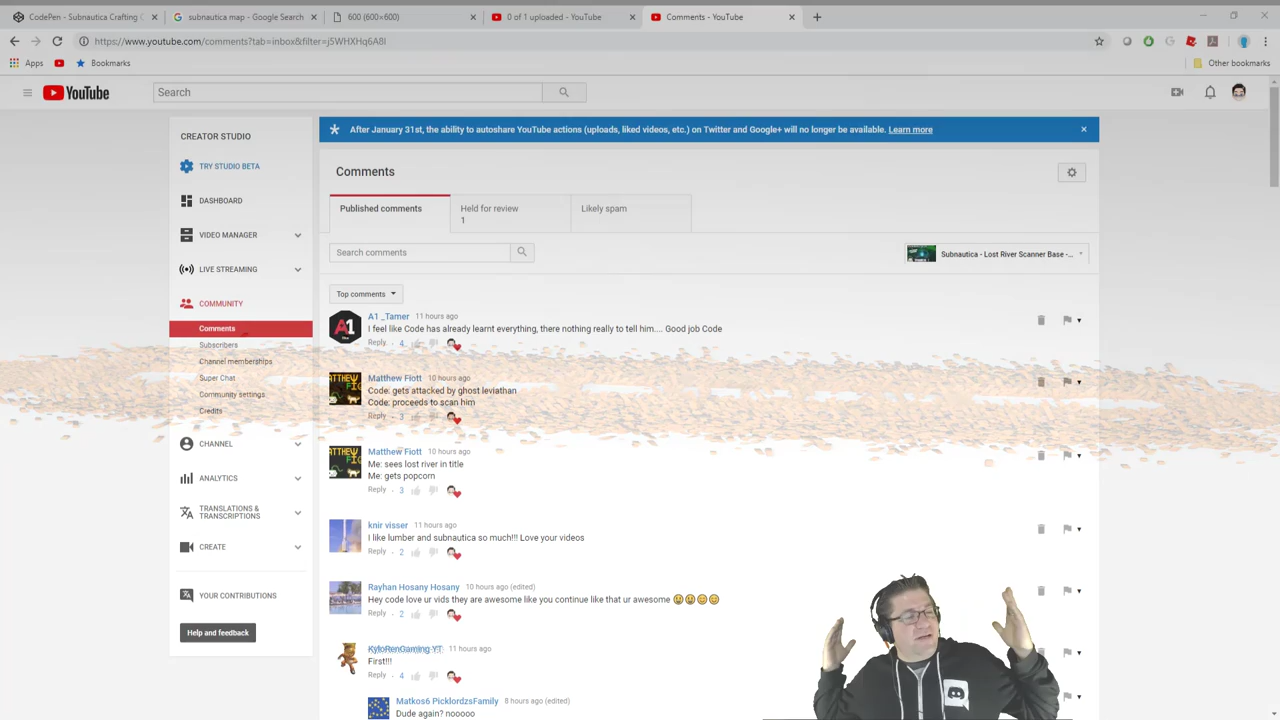 CodePen - Subnautica Crafting C
subnautica map - Google Search
600 (600×600)
0 of 1 uploaded - YouTube
Comments - YouTube
https://www.youtube.com/comments?tab=inbox&filter=j5WHXHq6A8I
Apps
Bookmarks
Other bookmarks
YouTube
Search
CREATOR STUDIO
TRY STUDIO BETA
DASHBOARD
VIDEO MANAGER
LIVE STREAMING
COMMUNITY
Comments
Subscribers
Channel memberships
Super Chat
Community settings
Credits
CHANNEL
ANALYTICS
TRANSLATIONS &
TRANSCRIPTIONS
CREATE
YOUR CONTRIBUTIONS
Help and feedback
After January 31st, the ability to autoshare YouTube actions (uploads, liked videos, etc.) on Twitter and Google+ will no longer be available. Learn more
Comments
Published comments
Held for review
1
Likely spam
Search comments
Subnautica - Lost River Scanner Base -...
Top comments
A1 _Tamer 11 hours ago
I feel like Code has already learnt everything, there nothing really to tell him.... Good job Code
Reply . 4
Matthew Fiott 10 hours ago
Code: gets attacked by ghost leviathan
Code: proceeds to scan him
Reply . 3
Matthew Fiott 10 hours ago
Me: sees lost river in title
Me: gets popcorn
Reply . 3
knir visser 11 hours ago
I like lumber and subnautica so much!!! Love your videos
Reply . 2
Rayhan Hosany Hosany 10 hours ago (edited)
Hey code love ur vids they are awesome like you continue like that ur awesome
Reply . 2
KyloRenGaming YT 11 hours ago
First!!!
Reply . 4
Matkos6 PicklordzsFamily 8 hours ago (edited)
Dude again? nooooo